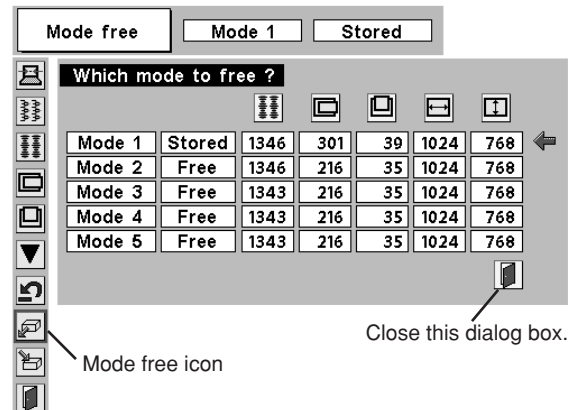 Mode free Mode 1 Stored
Which mode to free ?
Mode 1 Stored 1346 301 39 1024 768
Mode 2 Free 1346 216 35 1024 768
Mode 3 Free 1343 216 35 1024 768
Mode 4 Free 1343 216 35 1024 768
Mode 5 Free 1343 216 35 1024 768
Close this dialog box.
Mode free icon